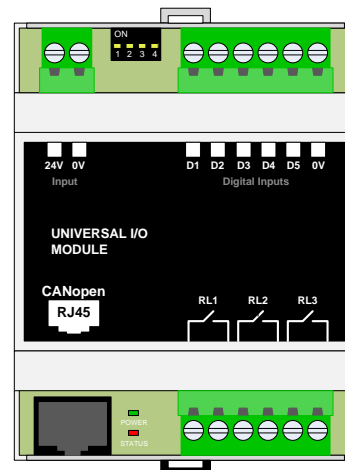 ON
1 2 3 4
24V 0V
D1 D2 D3 D4 D5 0V
Input
Digital Inputs
UNIVERSAL I/O
MODULE
CANopen
RJ45
RL1 RL2 RL3
POWER
STATUS